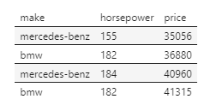 make horsepower price
mercedes-benz 155 35056
bmw 182 36880
mercedes-benz 184 40960
bmw 182 41315